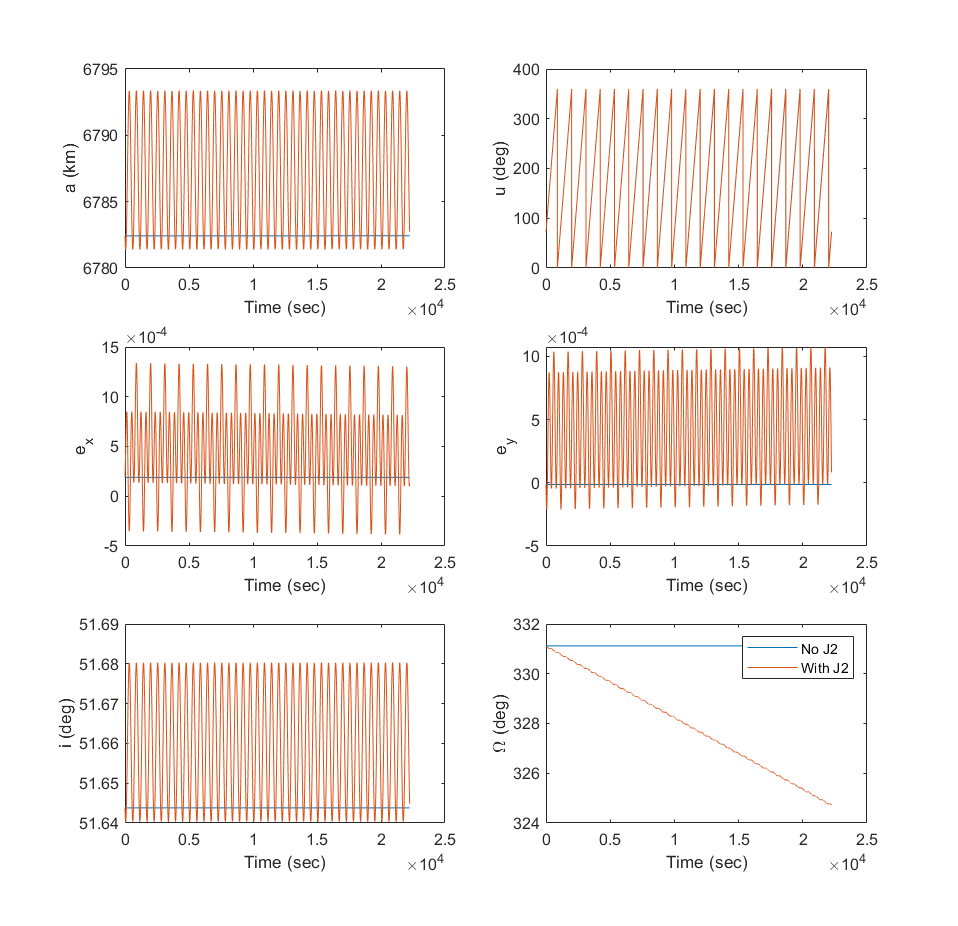 6795
6790
6785
6780
a (km)
0 0.5 1 1.5 2 2.5
Time (sec)
×10^4
400
300
200
100
0
u (deg)
0 0.5 1 1.5 2 2.5
Time (sec)
×10^4
×10^-4
15
10
5
0
-5
e_x
0 0.5 1 1.5 2 2.5
Time (sec)
×10^4
×10^-4
10
5
0
-5
e_y
0 0.5 1 1.5 2 2.5
Time (sec)
×10^4
51.69
51.68
51.67
51.66
51.65
51.64
i (deg)
0 0.5 1 1.5 2 2.5
Time (sec)
×10^4
332
330
328
326
324
Ω (deg)
No J2
With J2
0 0.5 1 1.5 2 2.5
Time (sec)
×10^4